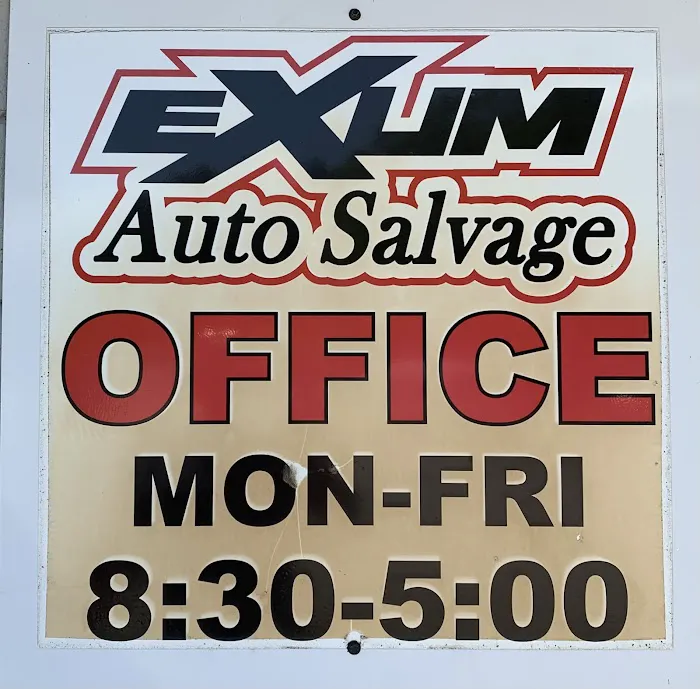 EXUM
Auto Salvage
OFFICE
MON-FRI
8:30-5:00